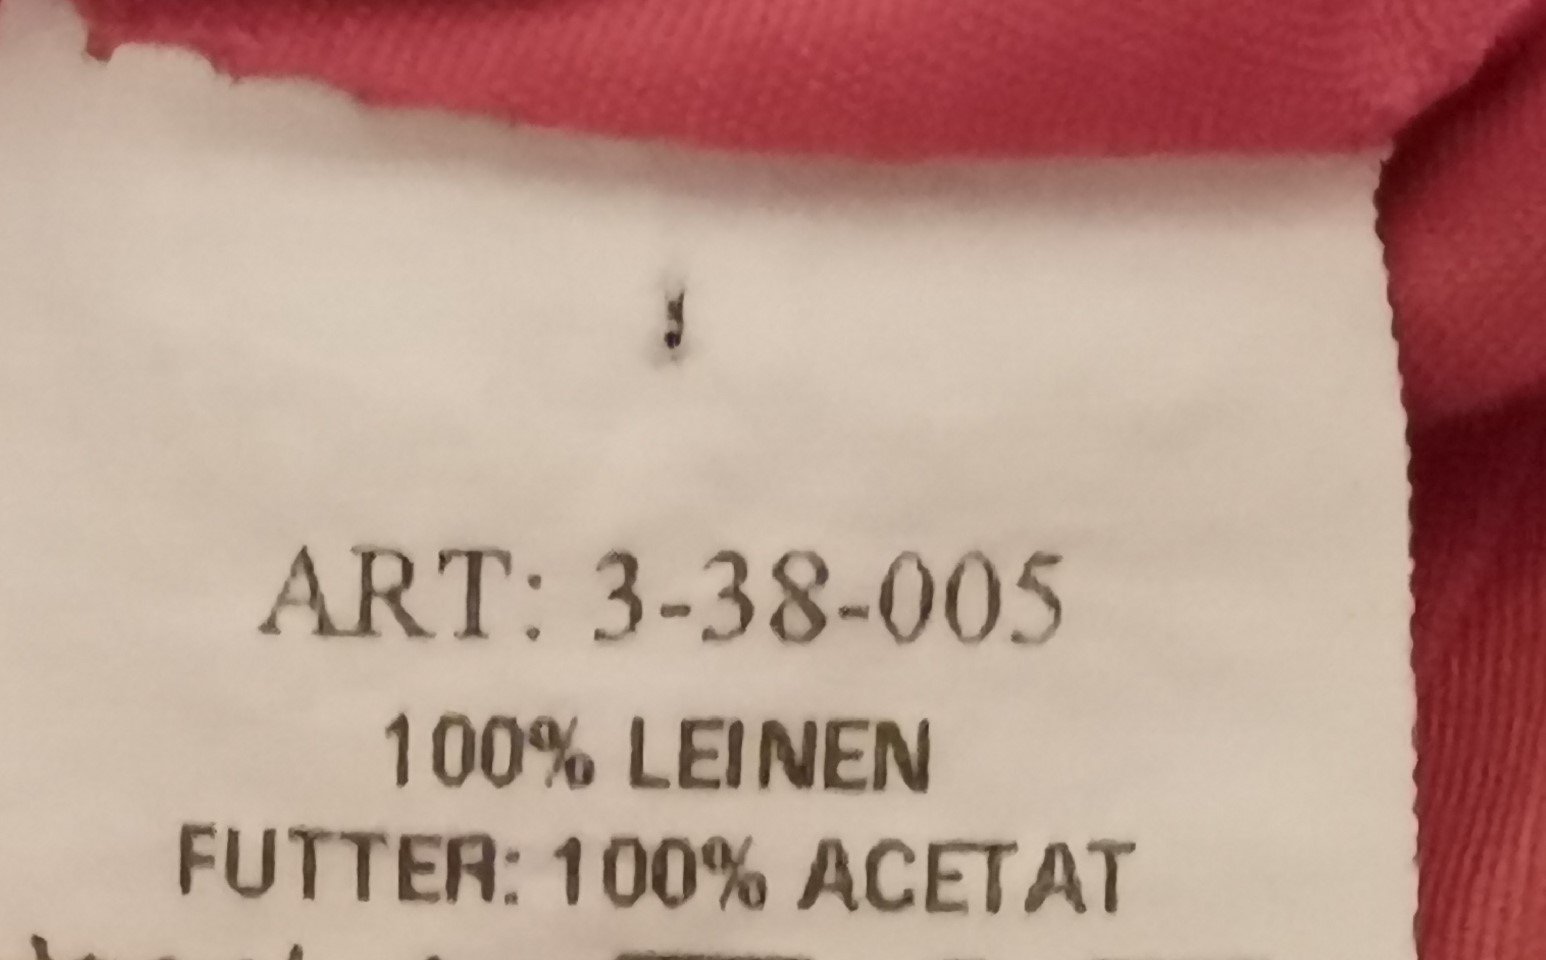 ART: 3-38-005
100% LEINEN
FUTTER: 100% ACETAT